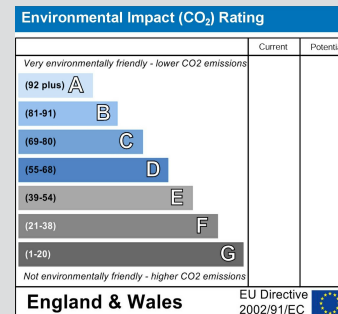 Environmental Impact (CO₂) Rating
Current Potenti
Very environmentally friendly - lower CO2 emissions
(92 plus) A
(81-91) B
(69-80) C
(55-68) D
(39-54) E
(21-38) F
(1-20) G
Not environmentally friendly - higher CO2 emissions
England & Wales
EU Directive
2002/91/EC